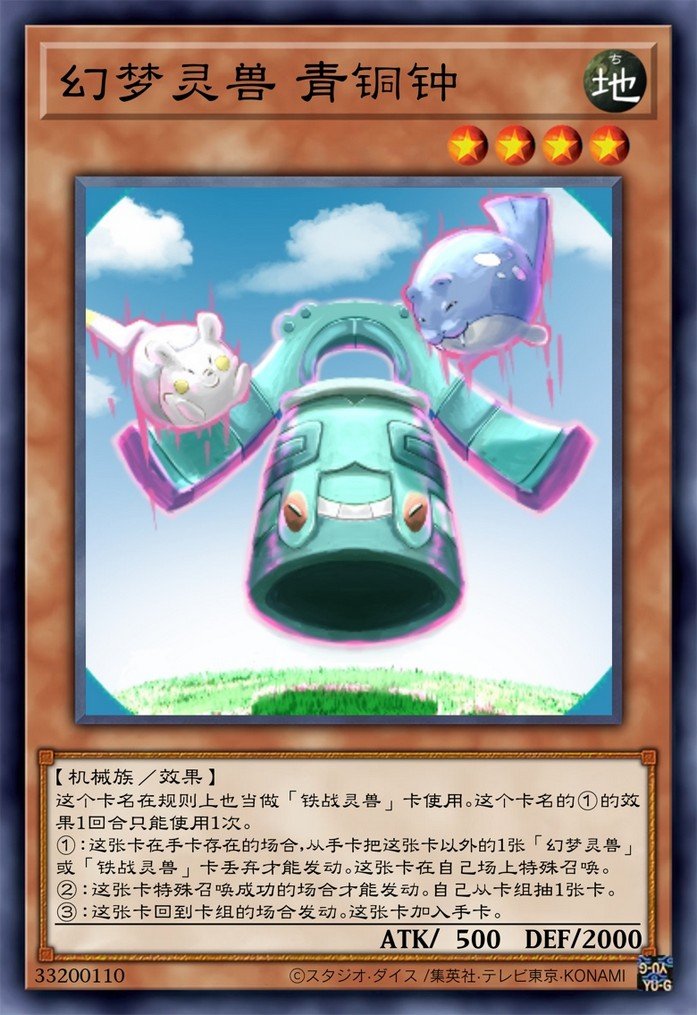 幻梦灵兽 青铜钟
ち
地
【机械族／效果】
这个卡名在规则上也当做「铁战灵兽」卡使用。这个卡名的①的效
果1回合只能使用1次。
①：这张卡在手卡存在的场合,从手卡把这张卡以外的1张「幻梦灵兽」
或「铁战灵兽」卡丢弃才能发动。这张卡在自己场上特殊召唤。
②：这张卡特殊召唤成功的场合才能发动。自己从卡组抽1张卡。
③：这张卡回到卡组的场合发动。这张卡加入手卡。
ATK/ 500 DEF/2000
33200110
©スタジオ·ダイス /集英社·テレビ東京·KONAMI
YU-G
YU-G